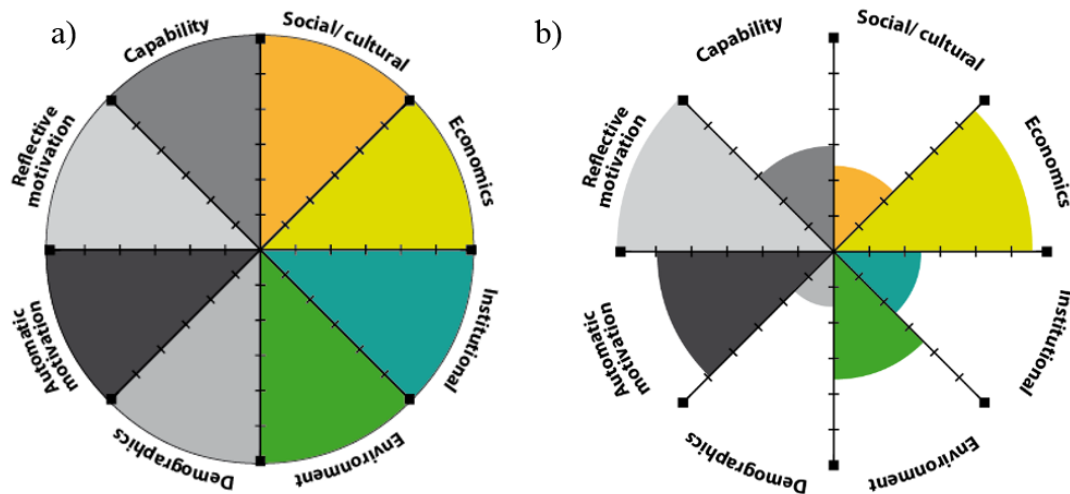 a)
Capability
Social/ cultural
Economics
Institutional
Environment
Demographics
Automatic
motivation
Reflective
motivation
b)
Capability
Social/ cultural
Economics
Institutional
Environment
Demographics
Automatic
motivation
Reflective
motivation